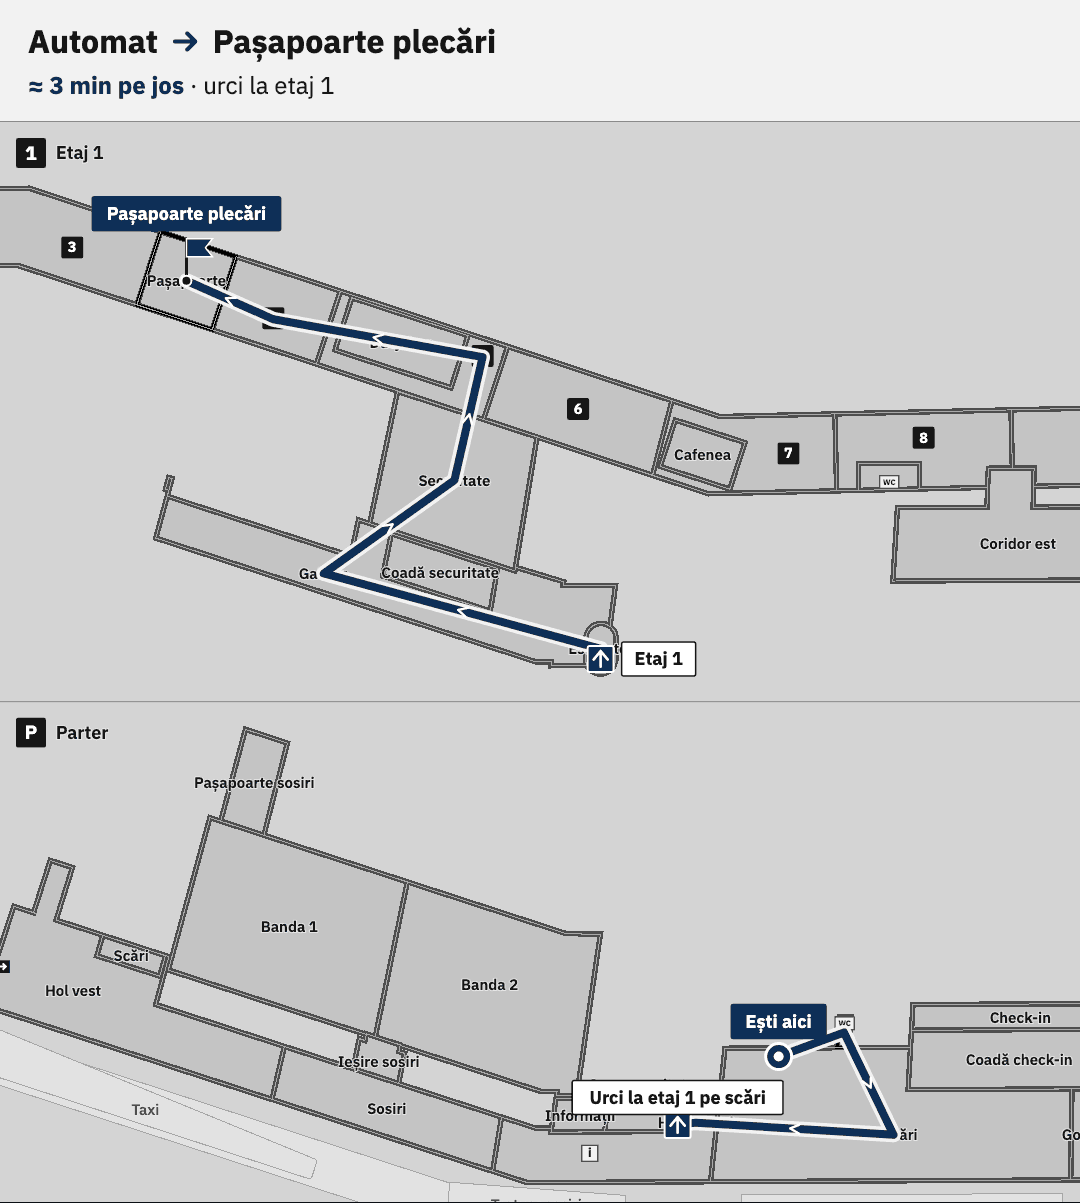 Automat → Pașapoarte plecări
≈ 3 min pe jos · urci la etaj 1
1 Etaj 1
Pașapoarte plecări
3
6
Cafenea
7
8
WC
Coridor est
Coadă securitate
Etaj 1
P Parter
Pașapoarte sosiri
Banda 1
Banda 2
Scări
Hol vest
Ești aici
WC
Check-in
Coadă check-in
Ieșire sosiri
Urci la etaj 1 pe scări
Sosiri
Informații
Taxi
i